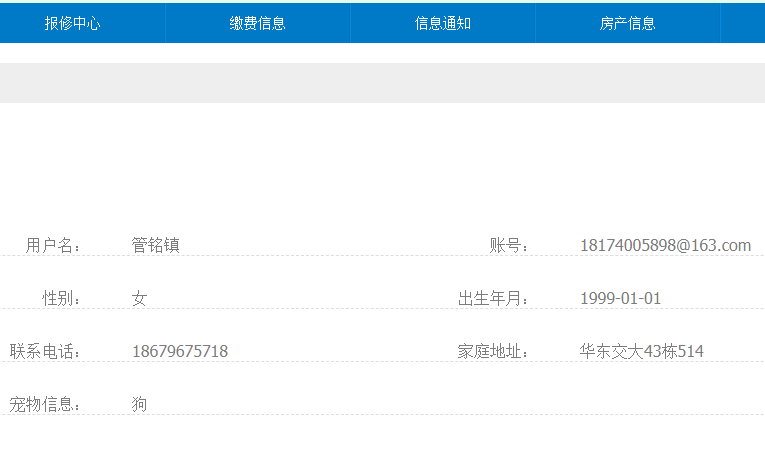 报修中心 缴费信息 信息通知 房产信息
用户名： 管铭镇 账号： 18174005898@163.com
性别： 女 出生年月： 1999-01-01
联系电话： 18679675718 家庭地址： 华东交大43栋514
宠物信息： 狗